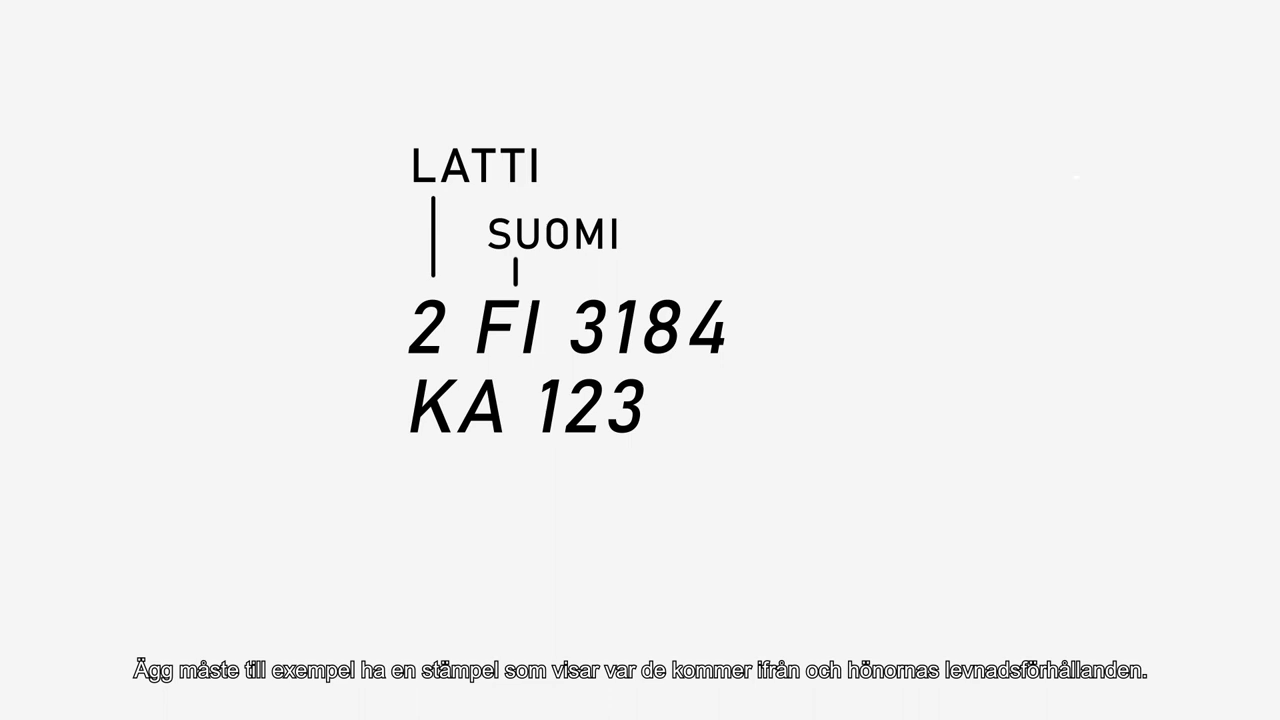 LATTI
SUOMI
2 FI 3184
KA 123
Ägg måste till exempel ha en stämpel som visar var de kommer ifrån och hönornas levnadsförhållanden.